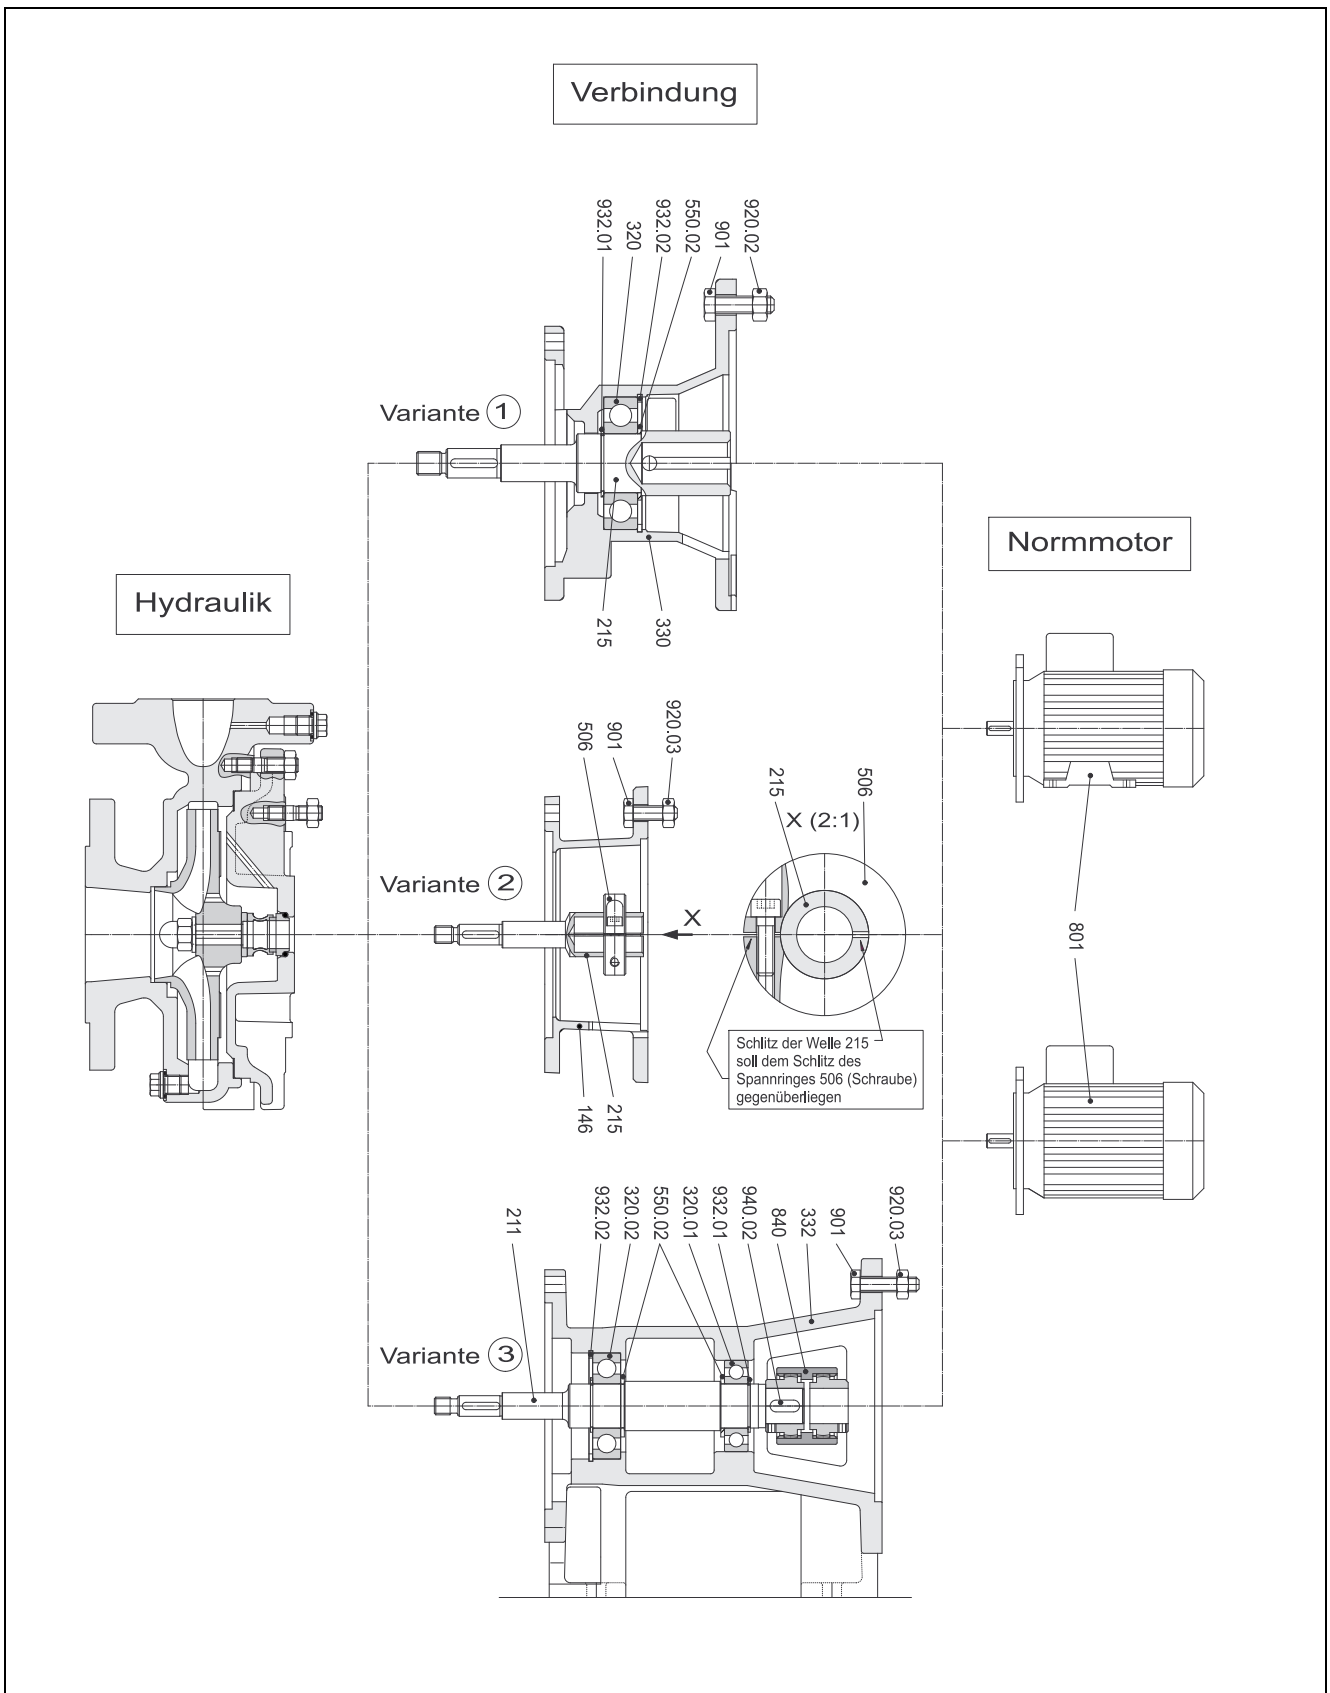 Verbindung
932.01
320
932.02
550.02
901
920.02
Variante 1
215
330
Normmotor
Hydraulik
506
901
920.03
215
506
X (2:1)
Variante 2
X
801
Schlitz der Welle 215
soll dem Schlitz des
Spannringes 506 (Schraube)
gegenüberliegen
146
215
211
932.02
320.02
550.02
320.01
932.01
940.02
840
332
901
920.03
Variante 3